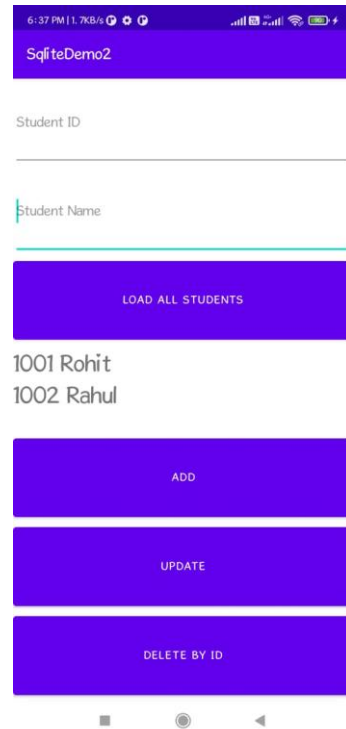 6:37 PM | 1.7KB/s
SqliteDemo2
Student ID
Student Name
LOAD ALL STUDENTS
1001 Rohit
1002 Rahul
ADD
UPDATE
DELETE BY ID